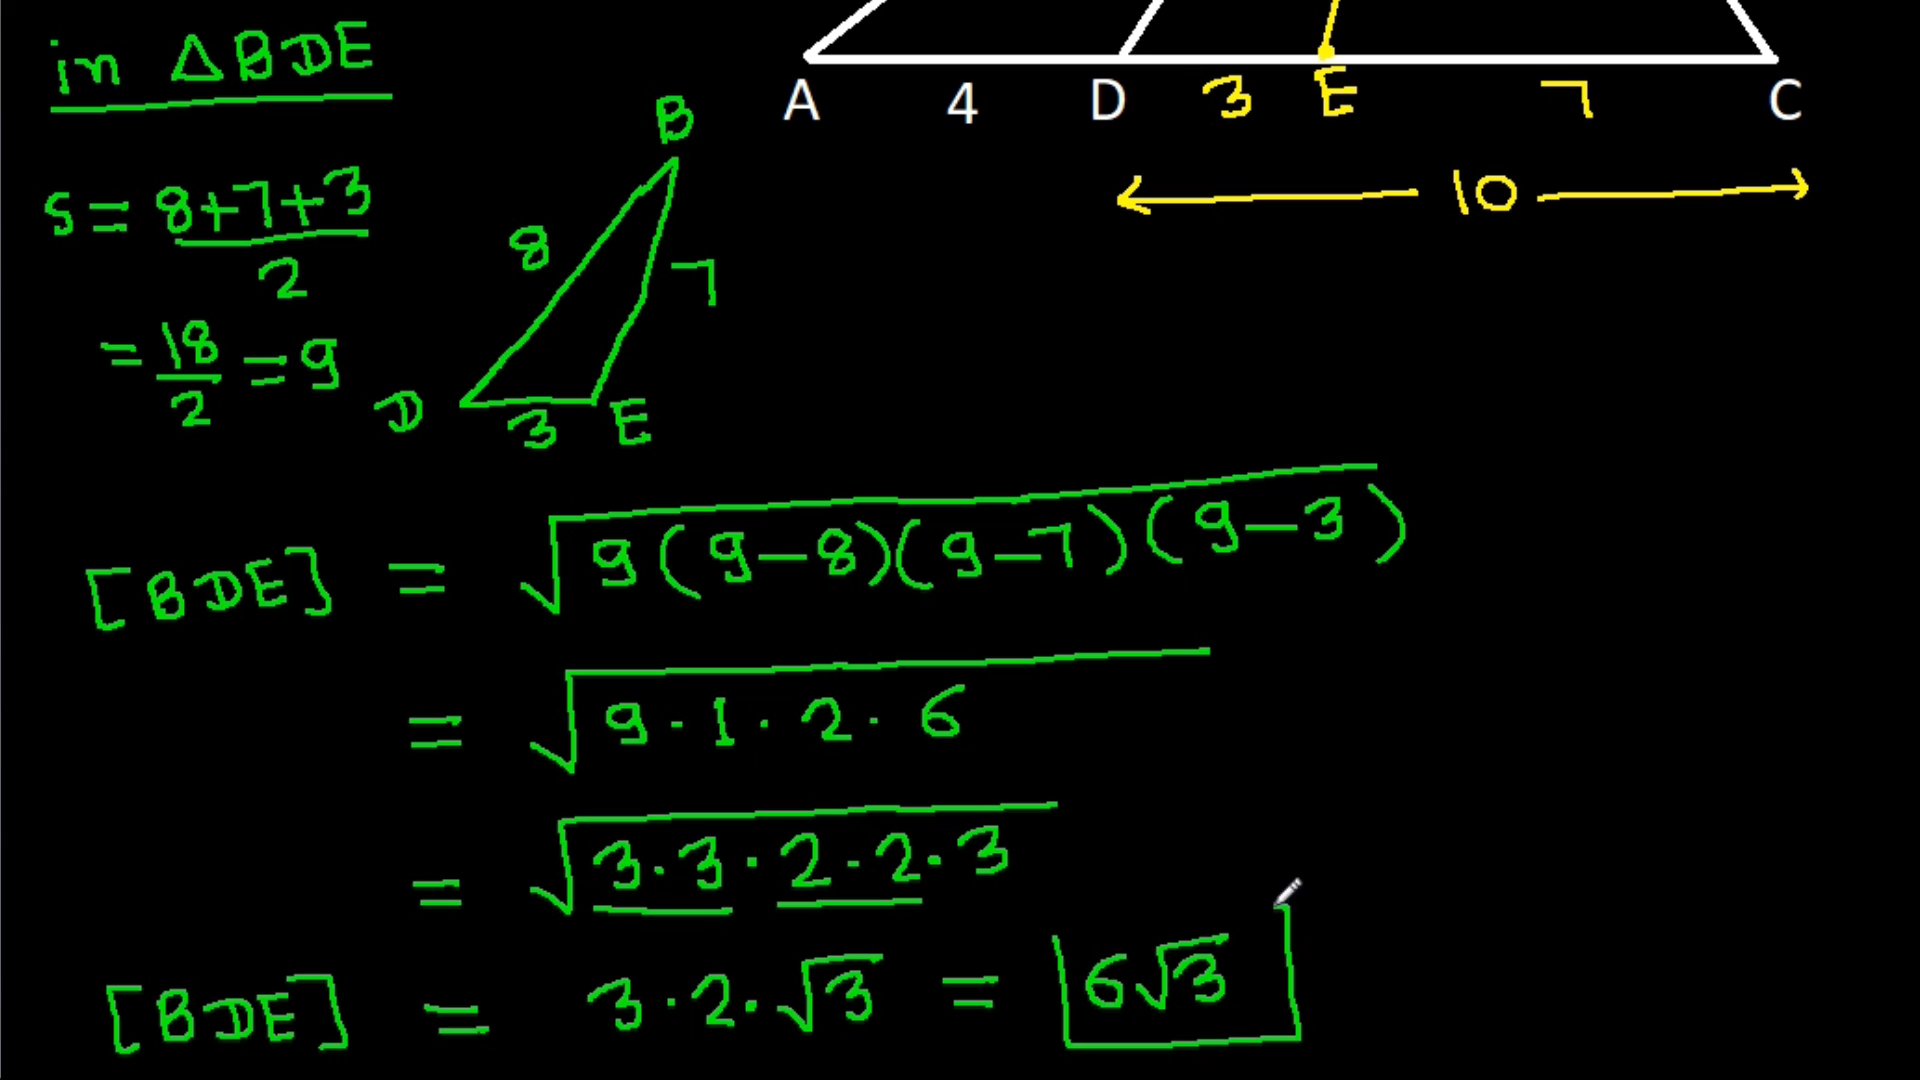 in △BDE
A 4 D 3 E 7 C
10
S = 8+7+3
2
= 18
2
= 9
B
8
7
D
3
E
[BDE] = √9(9-8)(9-7)(9-3)
= √9·1·2·6
= √3·3·2·2·3
[BDE] = 3·2·√3 = 6√3